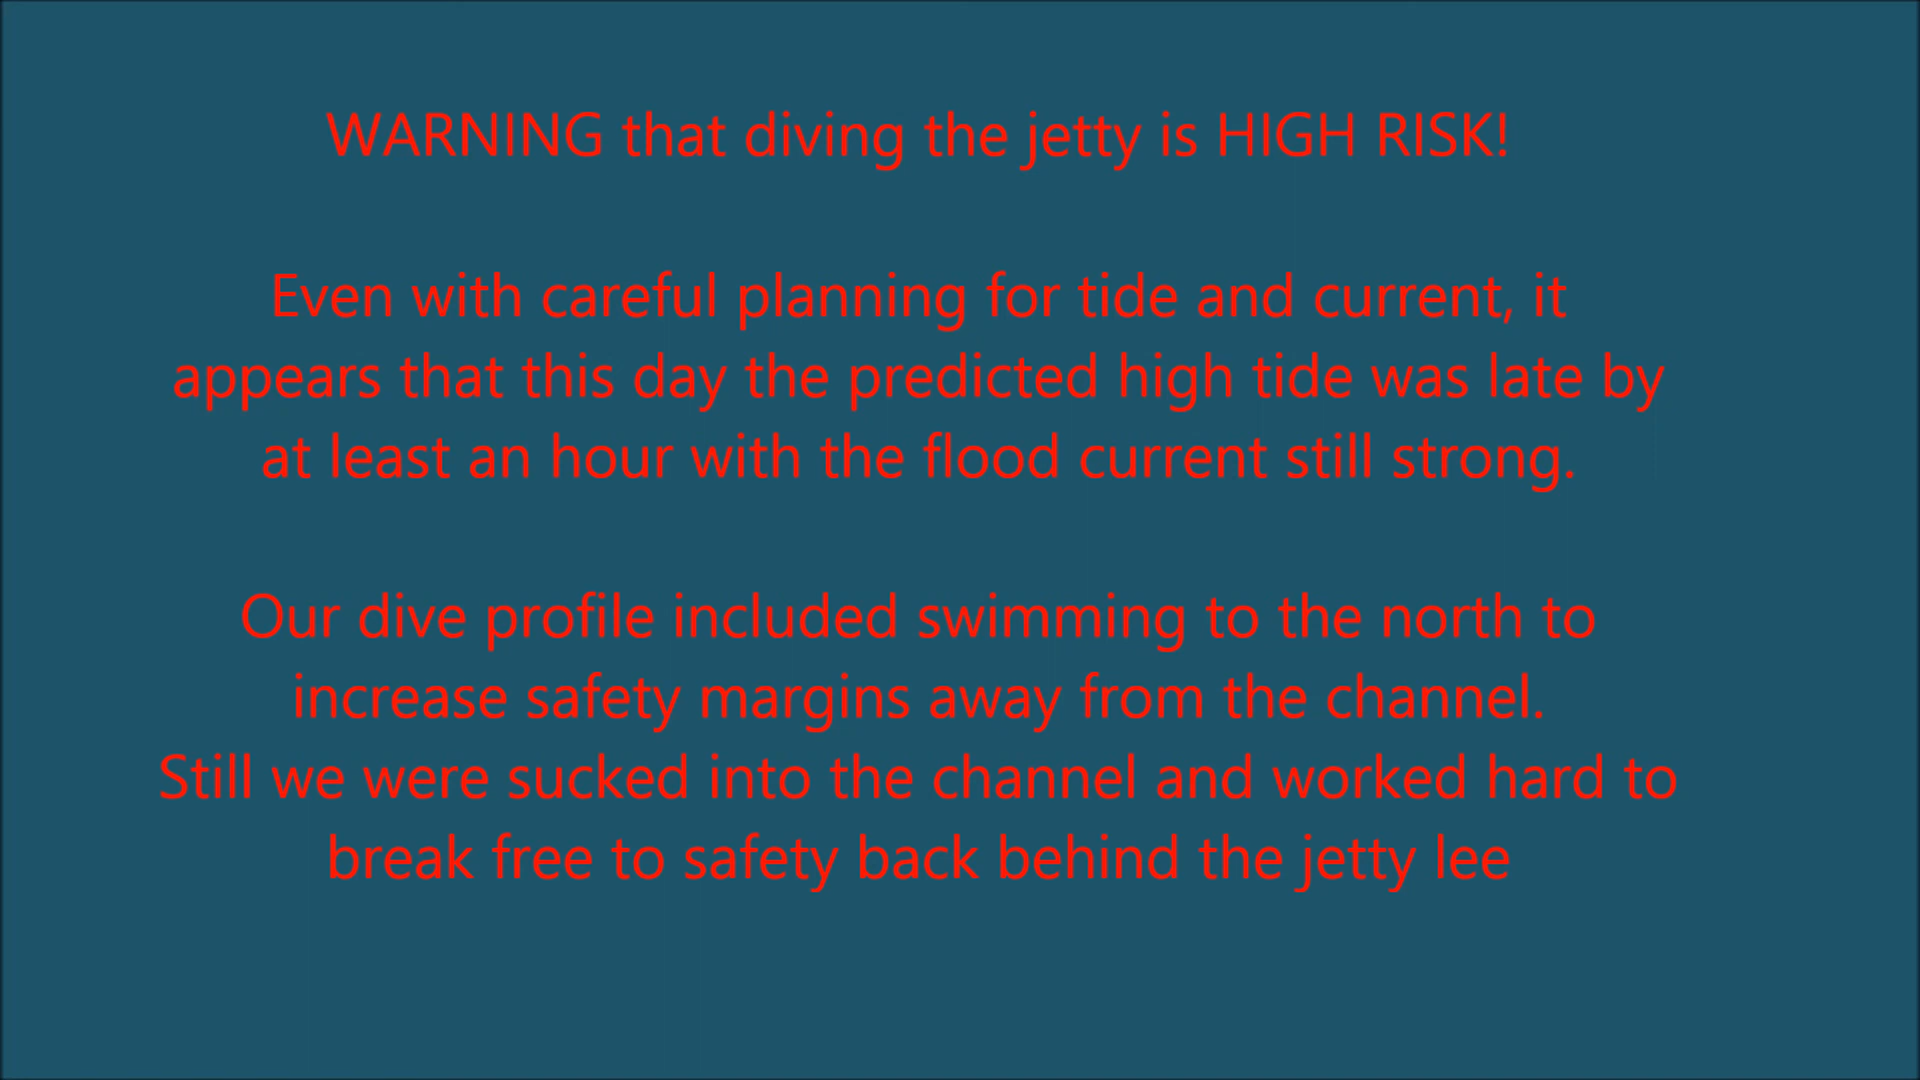 WARNING that diving the jetty is HIGH RISK!
Even with careful planning for tide and current, it
appears that this day the predicted high tide was late by
at least an hour with the flood current still strong.
Our dive profile included swimming to the north to
increase safety margins away from the channel.
Still we were sucked into the channel and worked hard to
break free to safety back behind the jetty lee